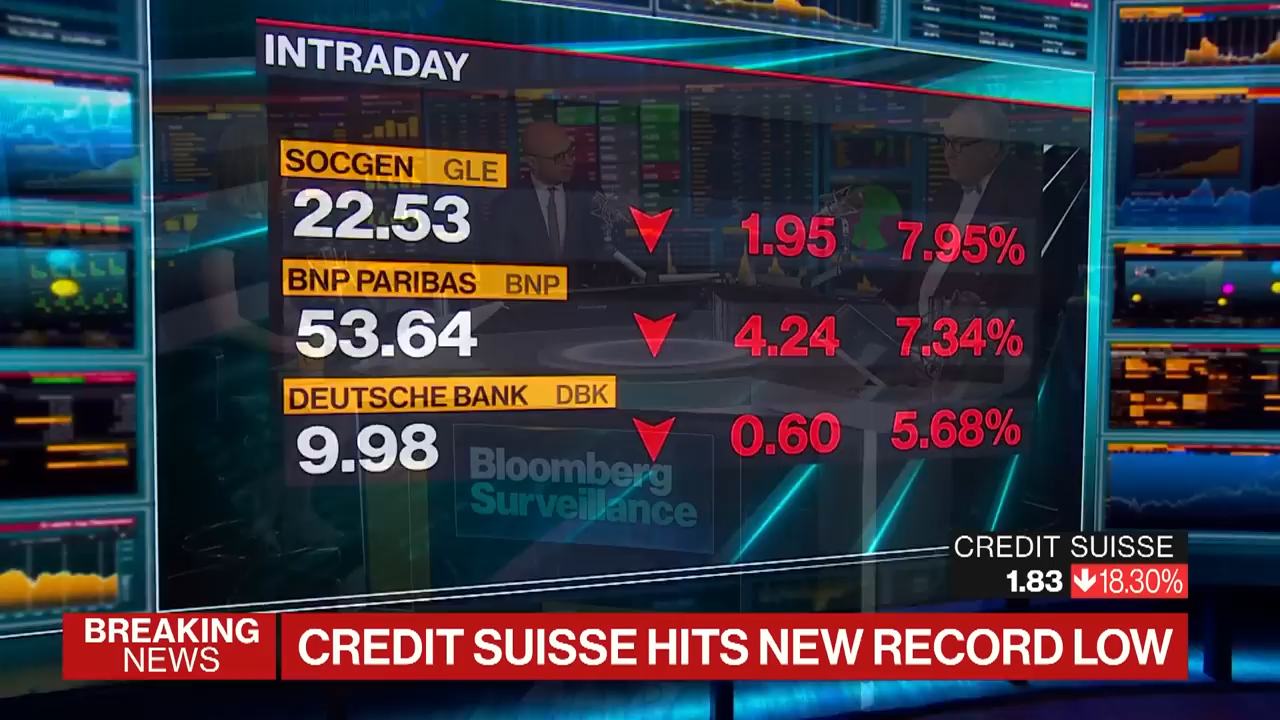 INTRADAY
SOCGEN GLE
22.53 1.95 7.95%
BNP PARIBAS BNP
53.64 4.24 7.34%
DEUTSCHE BANK DBK
9.98 0.60 5.68%
Bloomberg
Surveillance
CREDIT SUISSE
1.83 18.30%
BREAKING
NEWS
CREDIT SUISSE HITS NEW RECORD LOW